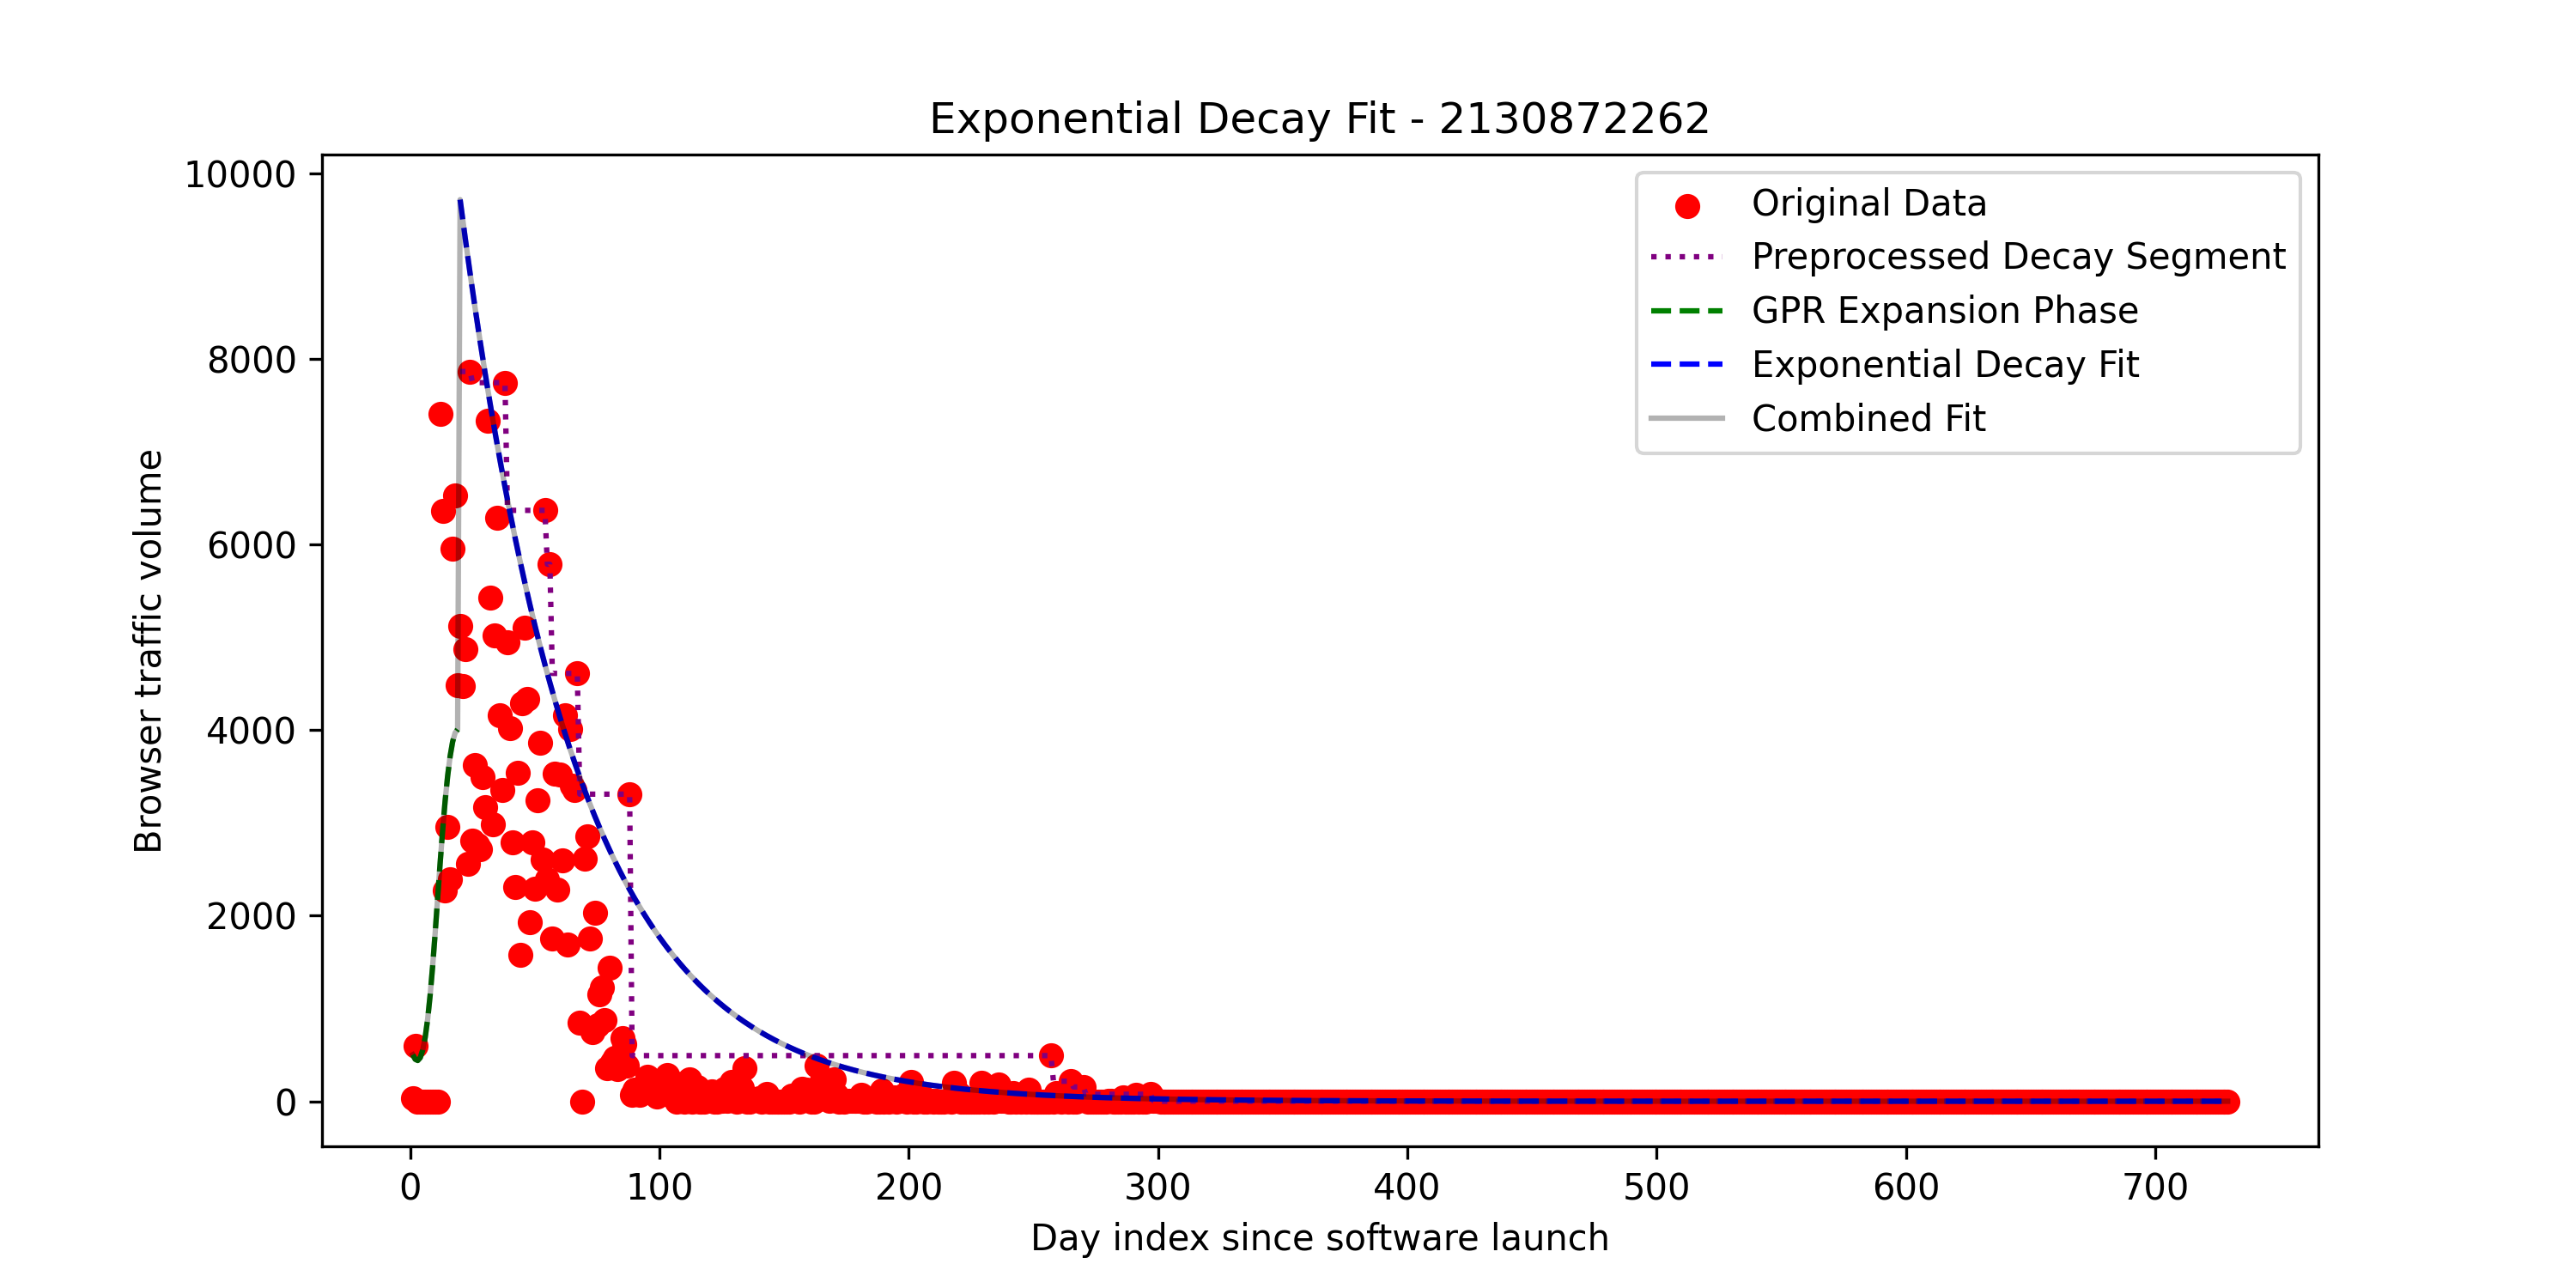 Exponential Decay Fit - 2130872262
10000
8000
6000
4000
2000
0
Browser traffic volume
Original Data
Preprocessed Decay Segment
GPR Expansion Phase
Exponential Decay Fit
Combined Fit
0 100 200 300 400 500 600 700
Day index since software launch